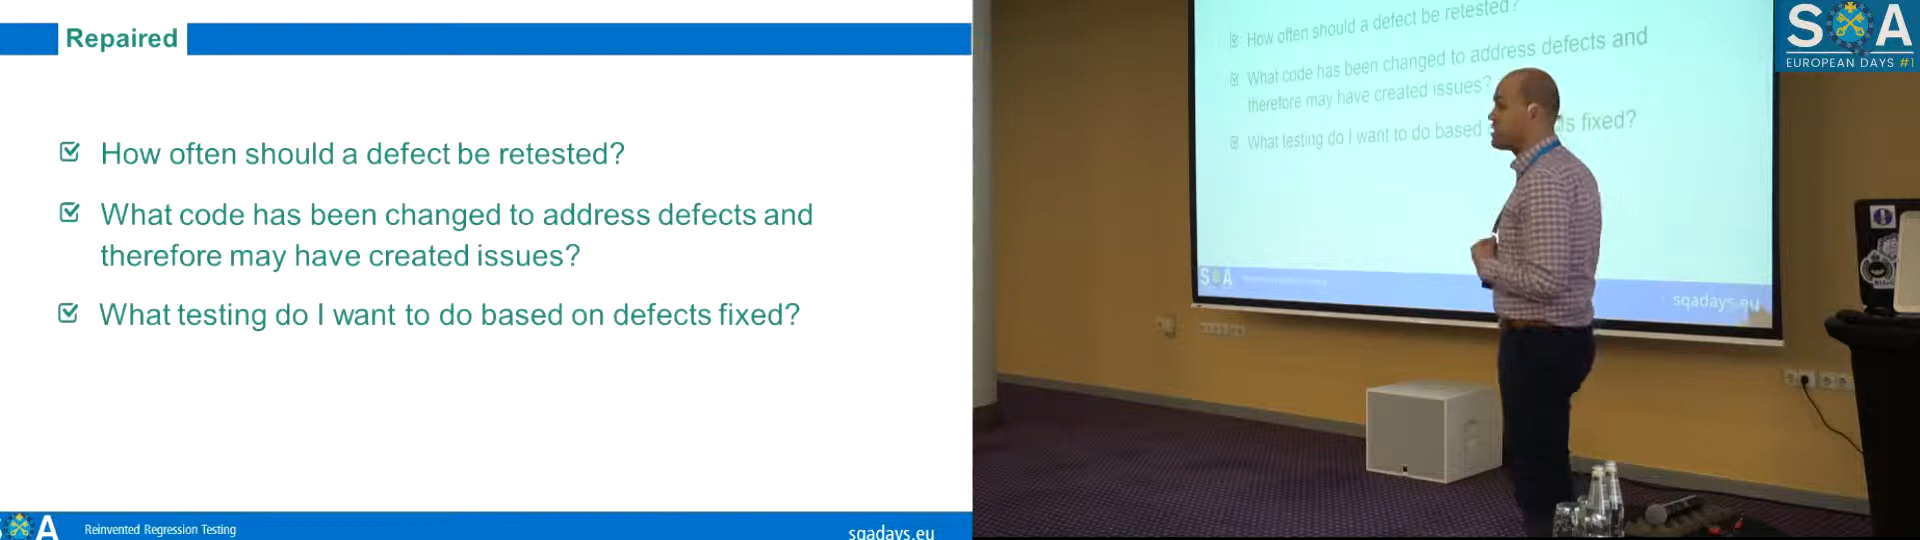 Repaired
How often should a defect be retested?
What code has been changed to address defects and
therefore may have created issues?
What testing do I want to do based on defects fixed?
S A
Reinvented Regression Testing
sqadays.eu
How often should a defect be retested?
What code has been changed to address defects and
therefore may have created issues?
What testing do I want to do based
ts fixed?
SQA
sqadays.eu
SQA
EUROPEAN DAYS #1